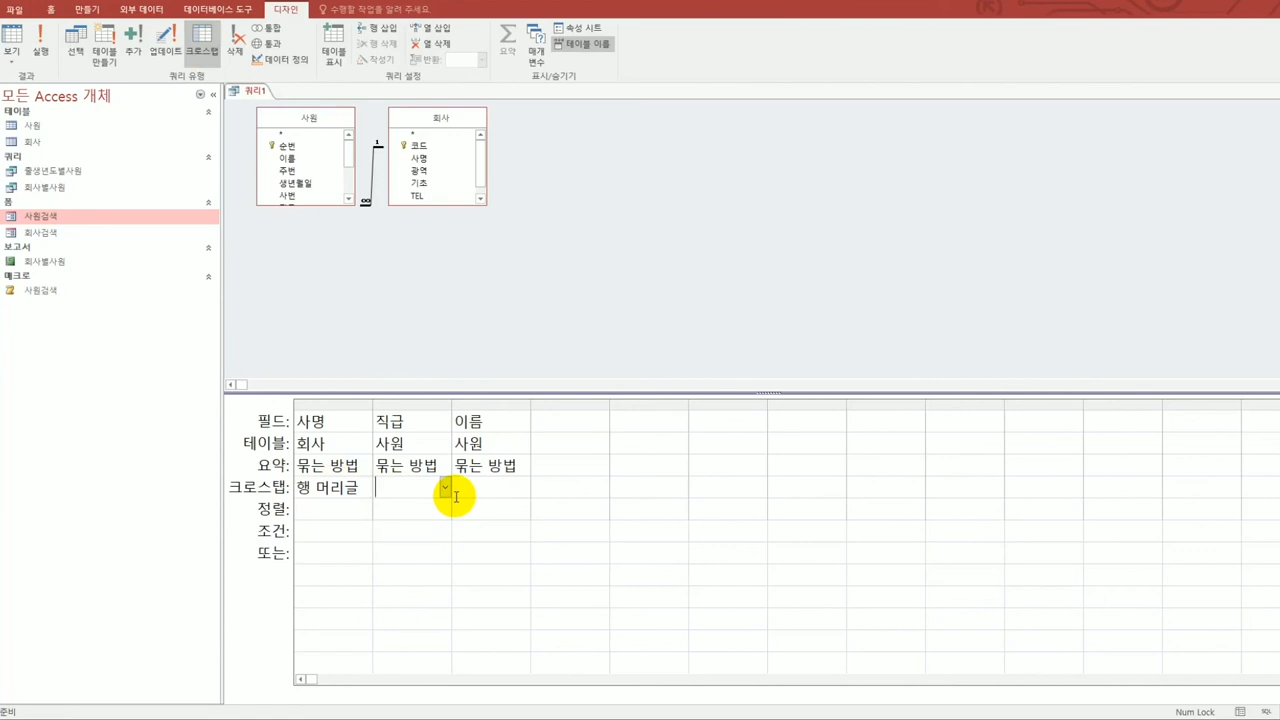 파일 홈 만들기 외부 데이터 데이터베이스 도구 디자인 수행할 작업을 알려 주세요.
보기 실행 선택 테이블 만들기 추가 업데이트 크로스탭 삭제 통합 통과 데이터 정의 테이블 표시 행 삽입 행 삭제 작성기 열 삽입 열 삭제 반환: 요약 매개 변수 속성 시트 테이블 이름
결과 쿼리 유형 쿼리 설정 표시/숨기기
모든 Access 개체
테이블
사원
회사
쿼리
출생년도별사원
회사별사원
폼
사원검색
회사검색
보고서
회사별사원
매크로
사원검색
쿼리1
사원
*
순번
이름
주번
생년월일
사번
1
∞
회사
*
코드
사명
광역
기초
TEL
필드: 사명 직급 이름
테이블: 회사 사원 사원
요약: 묶는 방법 묶는 방법 묶는 방법
크로스탭: 행 머리글
정렬:
조건:
또는:
준비 Num Lock SQL